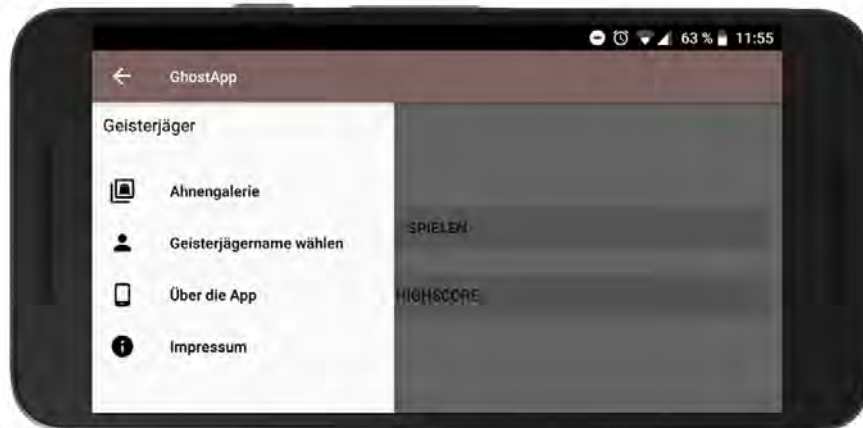 63 % 11:55
GhostApp
Geisterjäger
Ahnengalerie
Geisterjägername wählen
Über die App
Impressum
SPIELEN
HIGHSCORE